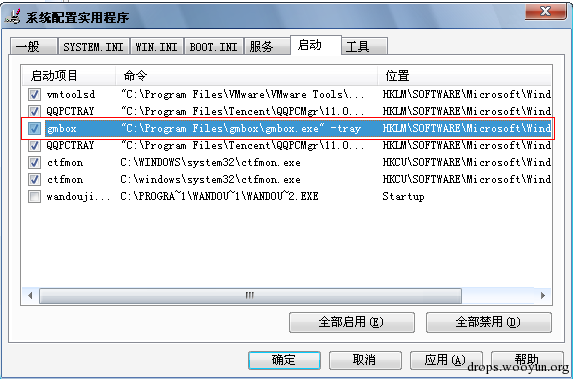 系统配置实用程序
一般 SYSTEM.INI WIN.INI BOOT.INI 服务 启动 工具
启动项目 命令 位置
vmtoolsd "C:\Program Files\VMware\VMware Tools\... HKLM\SOFTWARE\Microsoft\Wind
QQPCTRAY "C:\Program Files\Tencent\QQPCMgr\11.0... HKLM\SOFTWARE\Microsoft\Wind
gmbox "C:\Program Files\gmbox\gmbox.exe" -tray HKLM\SOFTWARE\Microsoft\Wind
QQPCTRAY "C:\Program Files\Tencent\QQPCMgr\11.0... HKLM\SOFTWARE\Microsoft\Wind
ctfmon C:\WINDOWS\system32\ctfmon.exe HKCU\SOFTWARE\Microsoft\Wind
ctfmon C:\windows\system32\ctfmon.exe HKCU\SOFTWARE\Microsoft\Wind
wandouji... C:\PROGRA~1\WANDOU~1\WANDOU~2.EXE Startup
全部启用(E) 全部禁用(D)
确定 取消 应用(A) 帮助
drops.wooyun.org